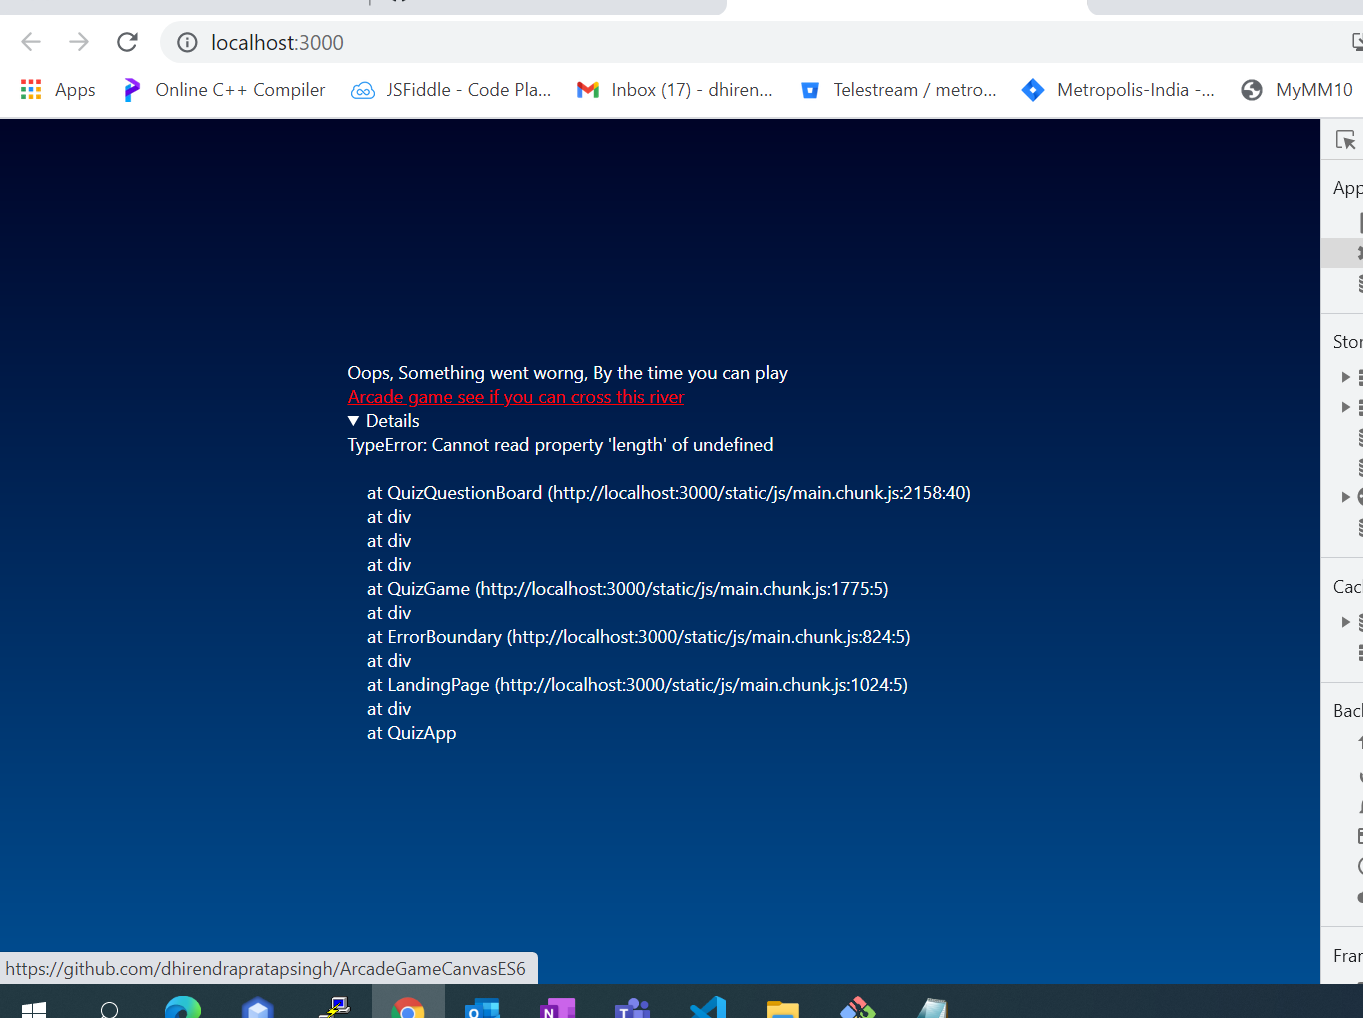 localhost:3000
Apps Online C++ Compiler JSFiddle - Code Pla... Inbox (17) - dhiren... Telestream / metro... Metropolis-India -... MyMM10
Oops, Something went worng, By the time you can play
Arcade game see if you can cross this river
▼ Details
TypeError: Cannot read property 'length' of undefined
at QuizQuestionBoard (http://localhost:3000/static/js/main.chunk.js:2158:40)
at div
at div
at div
at QuizGame (http://localhost:3000/static/js/main.chunk.js:1775:5)
at div
at ErrorBoundary (http://localhost:3000/static/js/main.chunk.js:824:5)
at div
at LandingPage (http://localhost:3000/static/js/main.chunk.js:1024:5)
at div
at QuizApp
App
Stor
Cac
Bac
Fran
https://github.com/dhirendrapratapsingh/ArcadeGameCanvasES6